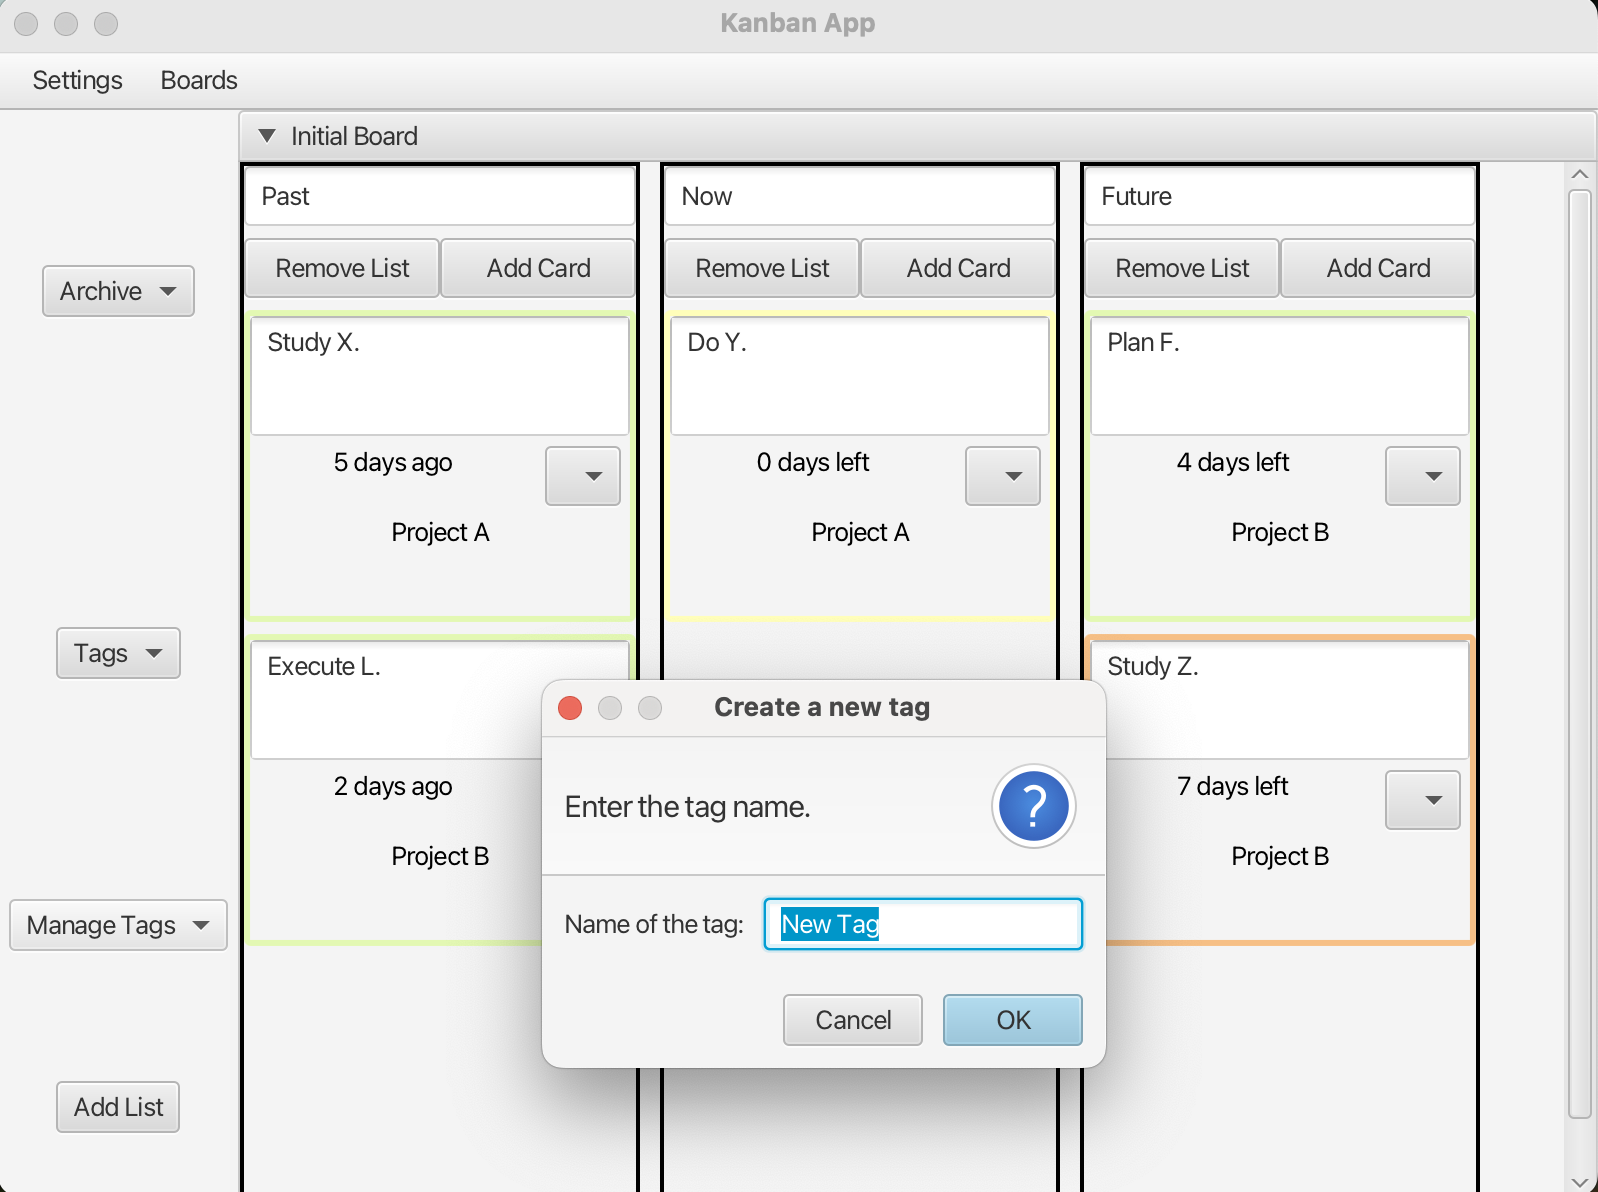 Kanban App
Settings Boards
Initial Board
Archive
Tags
Manage Tags
Add List
Past
Remove List Add Card
Study X.
5 days ago
Project A
Execute L.
2 days ago
Project B
Now
Remove List Add Card
Do Y.
0 days left
Project A
Future
Remove List Add Card
Plan F.
4 days left
Project B
Study Z.
7 days left
Project B
Create a new tag
Enter the tag name.
?
Name of the tag: New Tag
Cancel OK